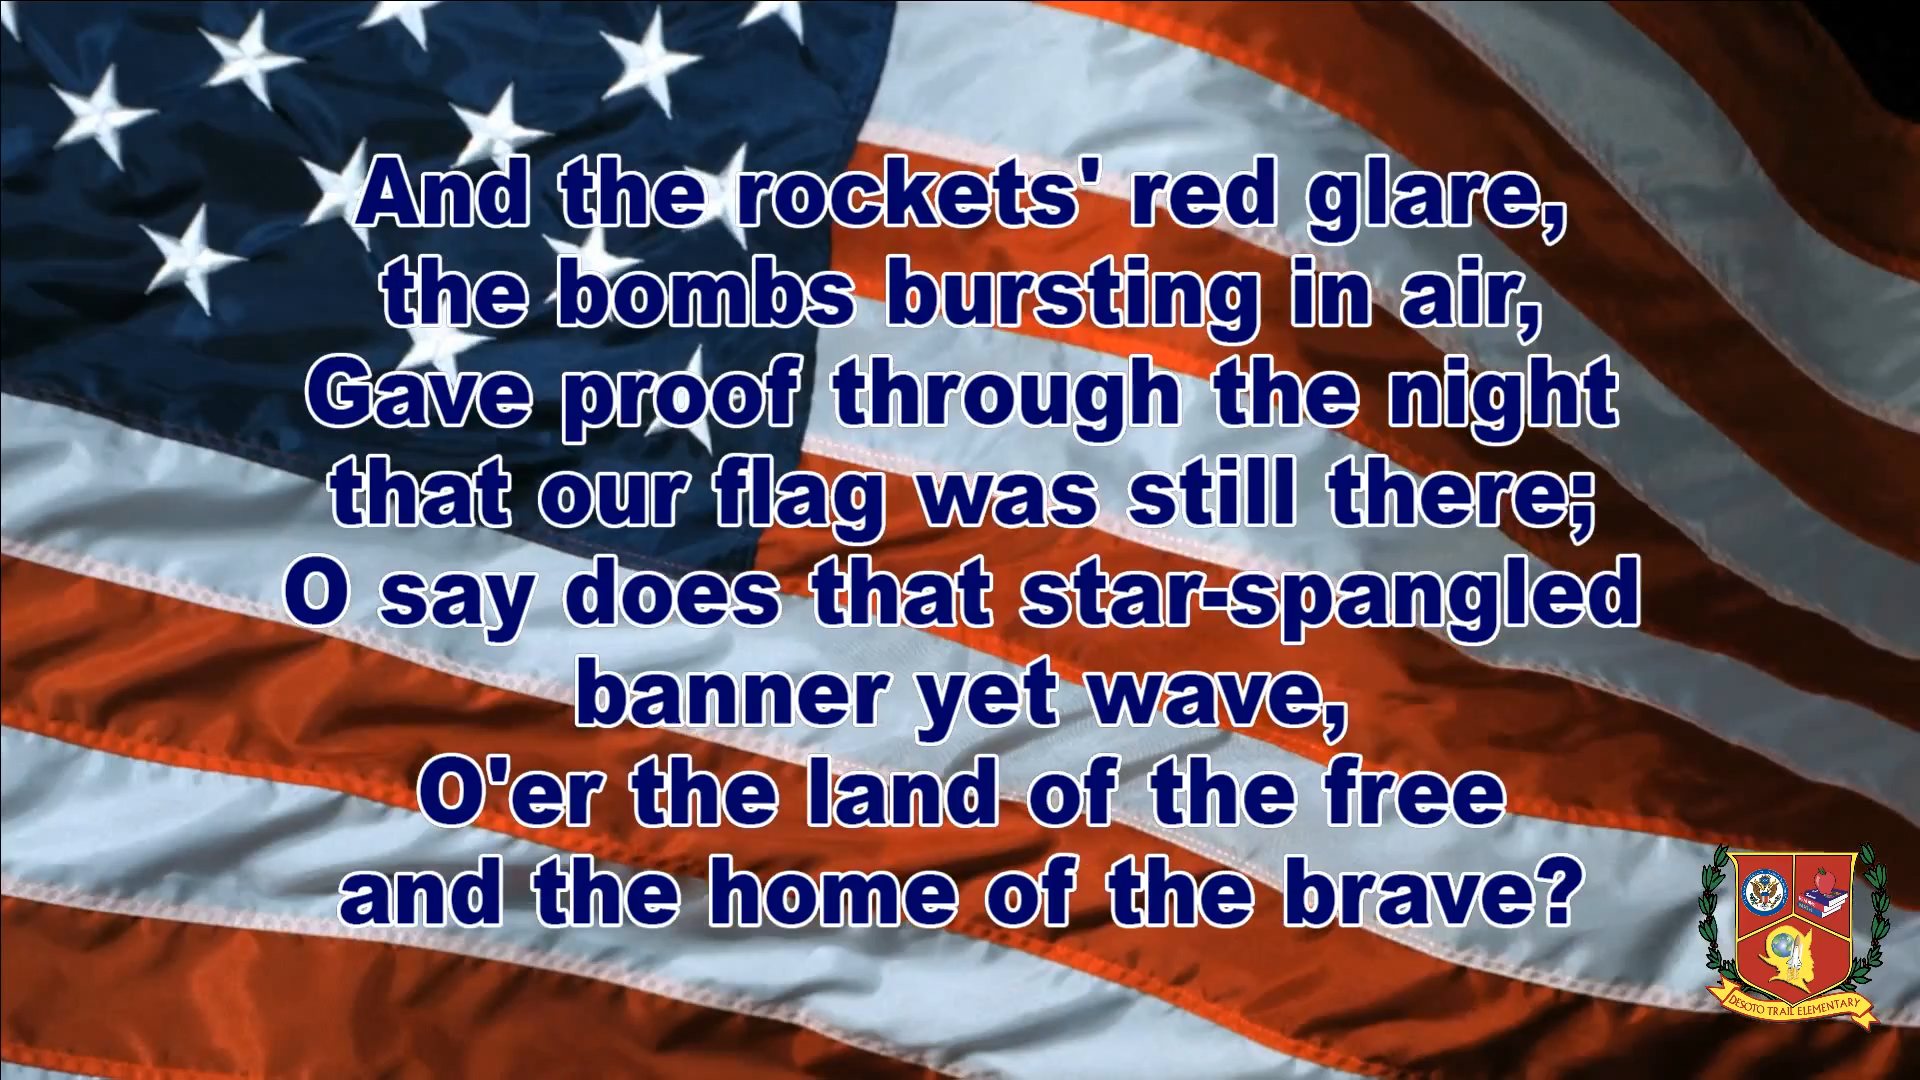 And the rockets' red glare,
the bombs bursting in air,
Gave proof through the night
that our flag was still there;
O say does that star-spangled
banner yet wave,
O'er the land of the free
and the home of the brave?
DESOTO TRAIL ELEMENTARY